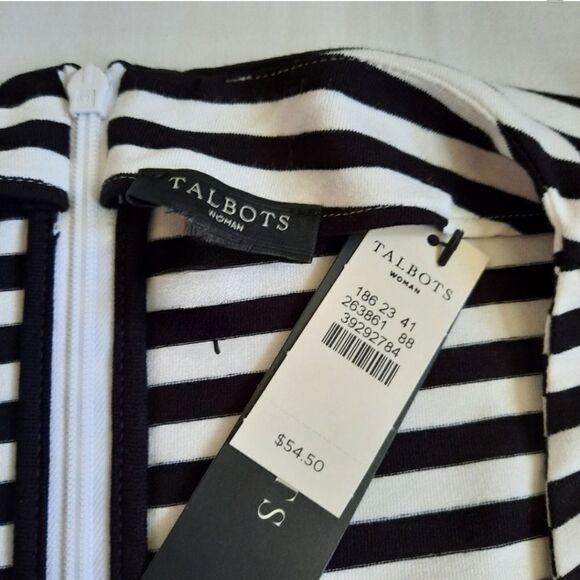 TALBOTS
WOMAN
TALBOTS
WOMAN
186 23 41
263861 88
39292784
$54.50
S